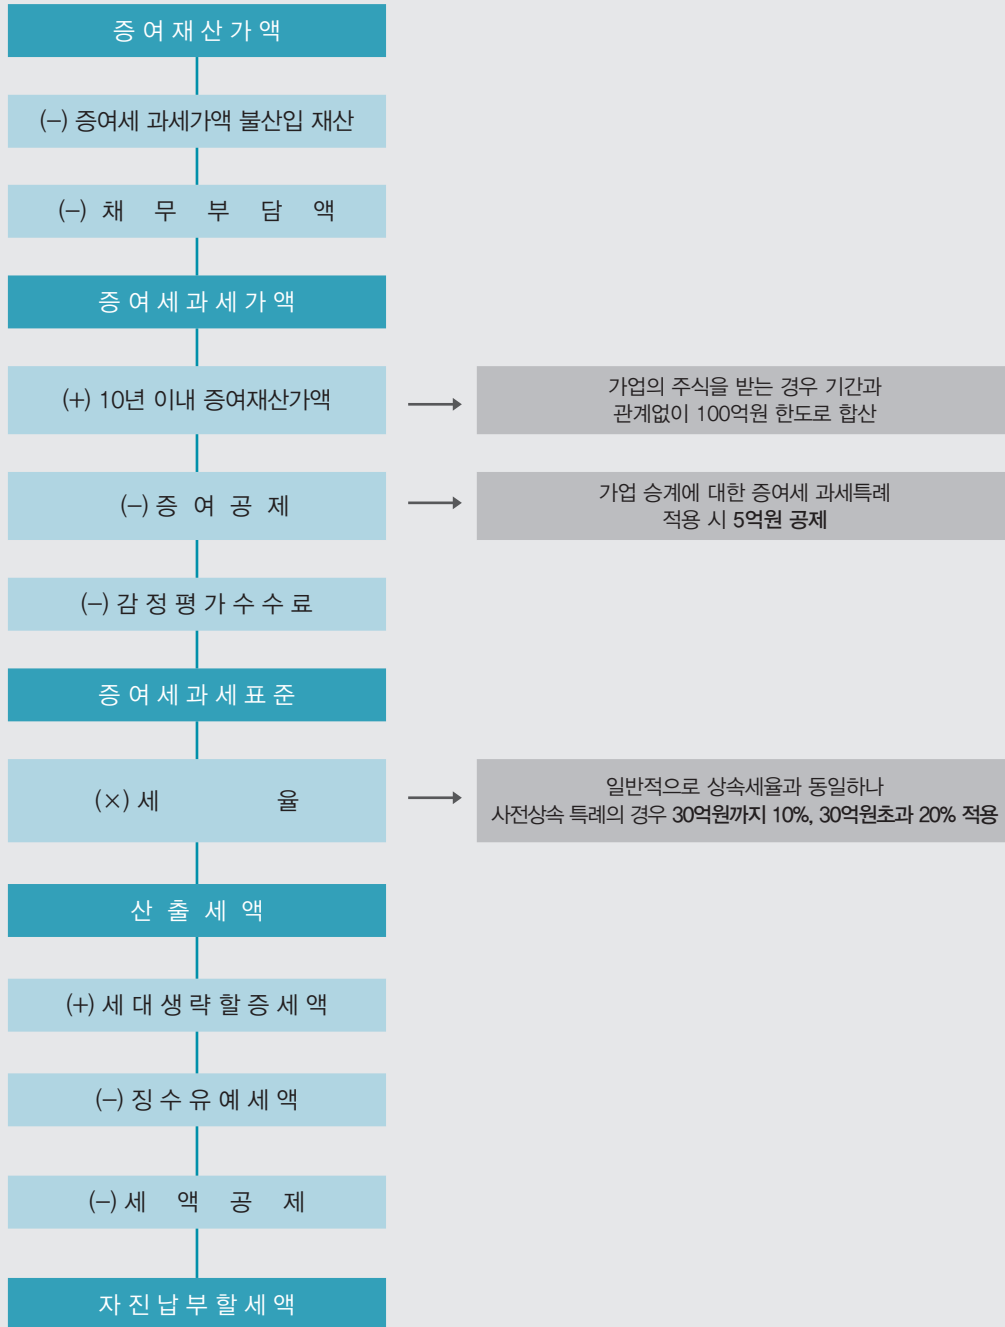 증여재산가액
(–) 증여세 과세가액 불산입 재산
(–) 채무부담액
증여세과세가액
(+) 10년 이내 증여재산가액
가업의 주식을 받는 경우 기간과
관계없이 100억원 한도로 합산
(–) 증여공제
가업 승계에 대한 증여세 과세특례
적용 시 5억원 공제
(–) 감정평가수수료
증여세과세표준
(×) 세율
일반적으로 상속세율과 동일하나
사전상속 특례의 경우 30억원까지 10%, 30억원초과 20% 적용
산출세액
(+) 세대생략할증세액
(–) 징수유예세액
(–) 세액공제
자진납부할세액